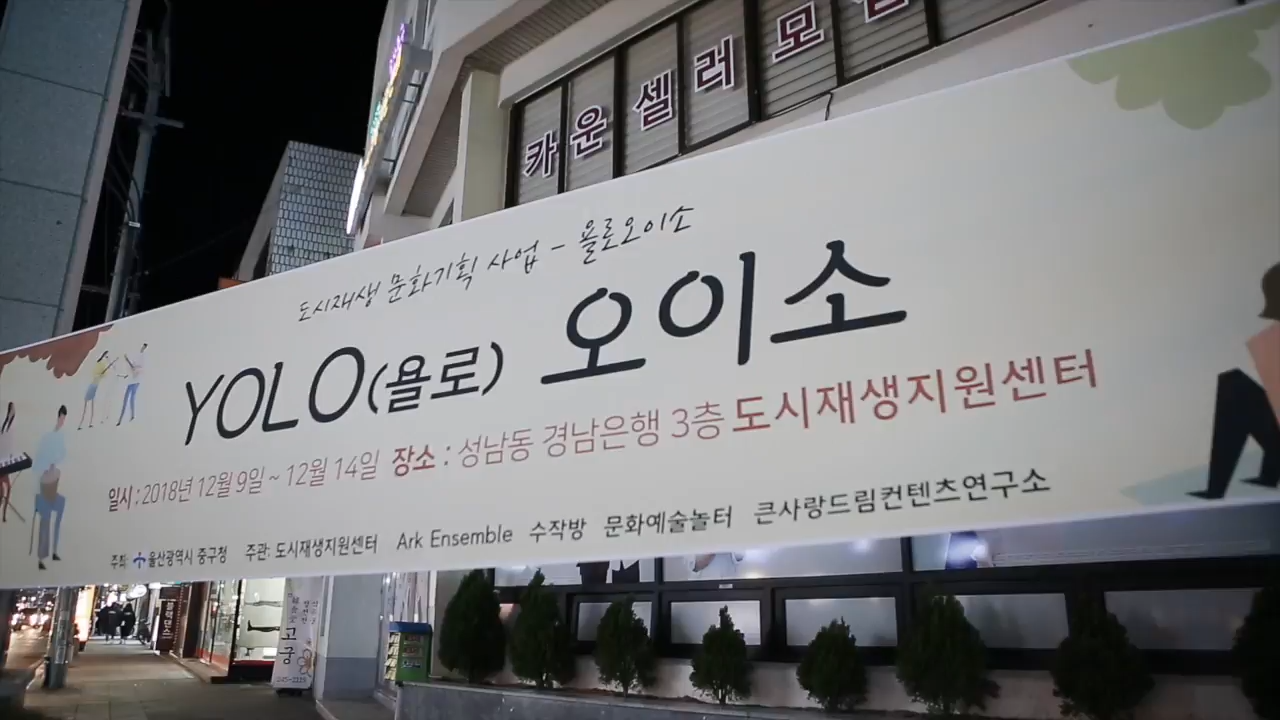 카운셀러모임
도시재생 문화기획 사업 - 욜로오이소
YOLO(욜로) 오이소
일시 : 2018년 12월 9일 ~ 12월 14일 장소 : 성남동 경남은행 3층 도시재생지원센터
주최: 울산광역시 중구청 주관: 도시재생지원센터 Ark Ensemble 수작방 문화예술놀터 큰사랑드림컨텐츠연구소
고궁